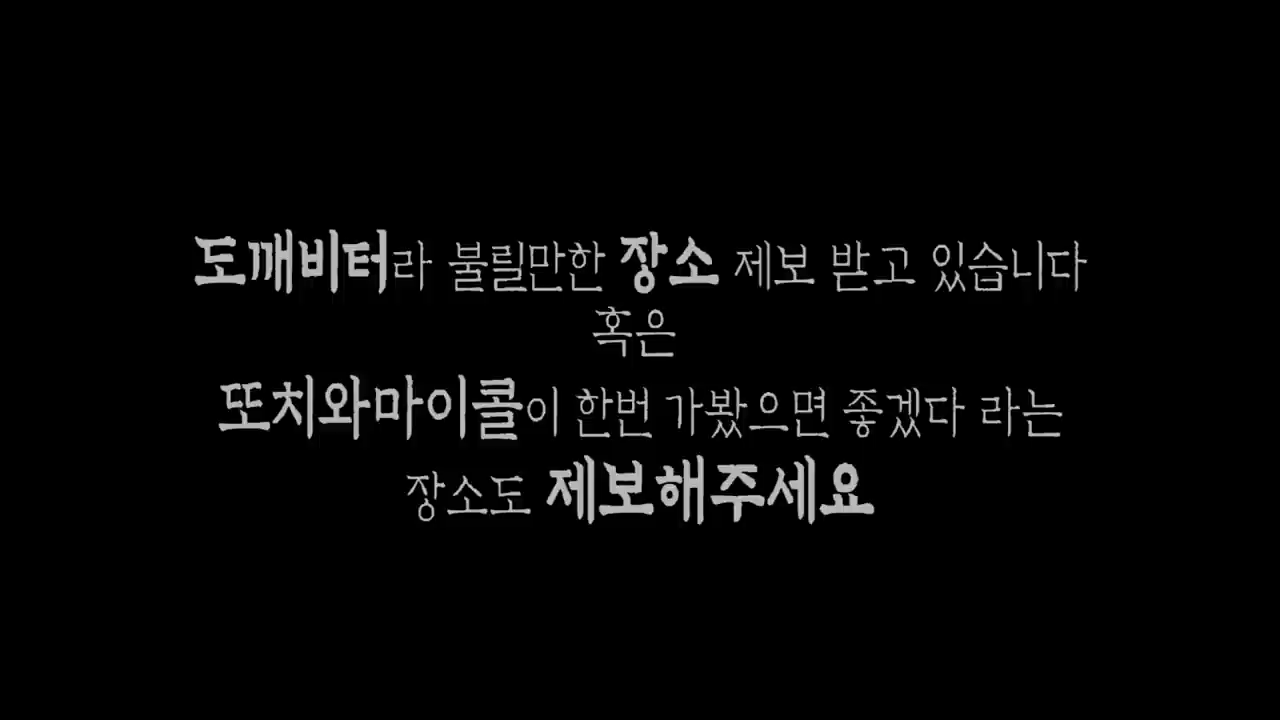 도깨비터라 불릴만한 장소 제보 받고 있습니다
혹은
또치와마이콜이 한번 가봤으면 좋겠다 라는
장소도 제보해주세요